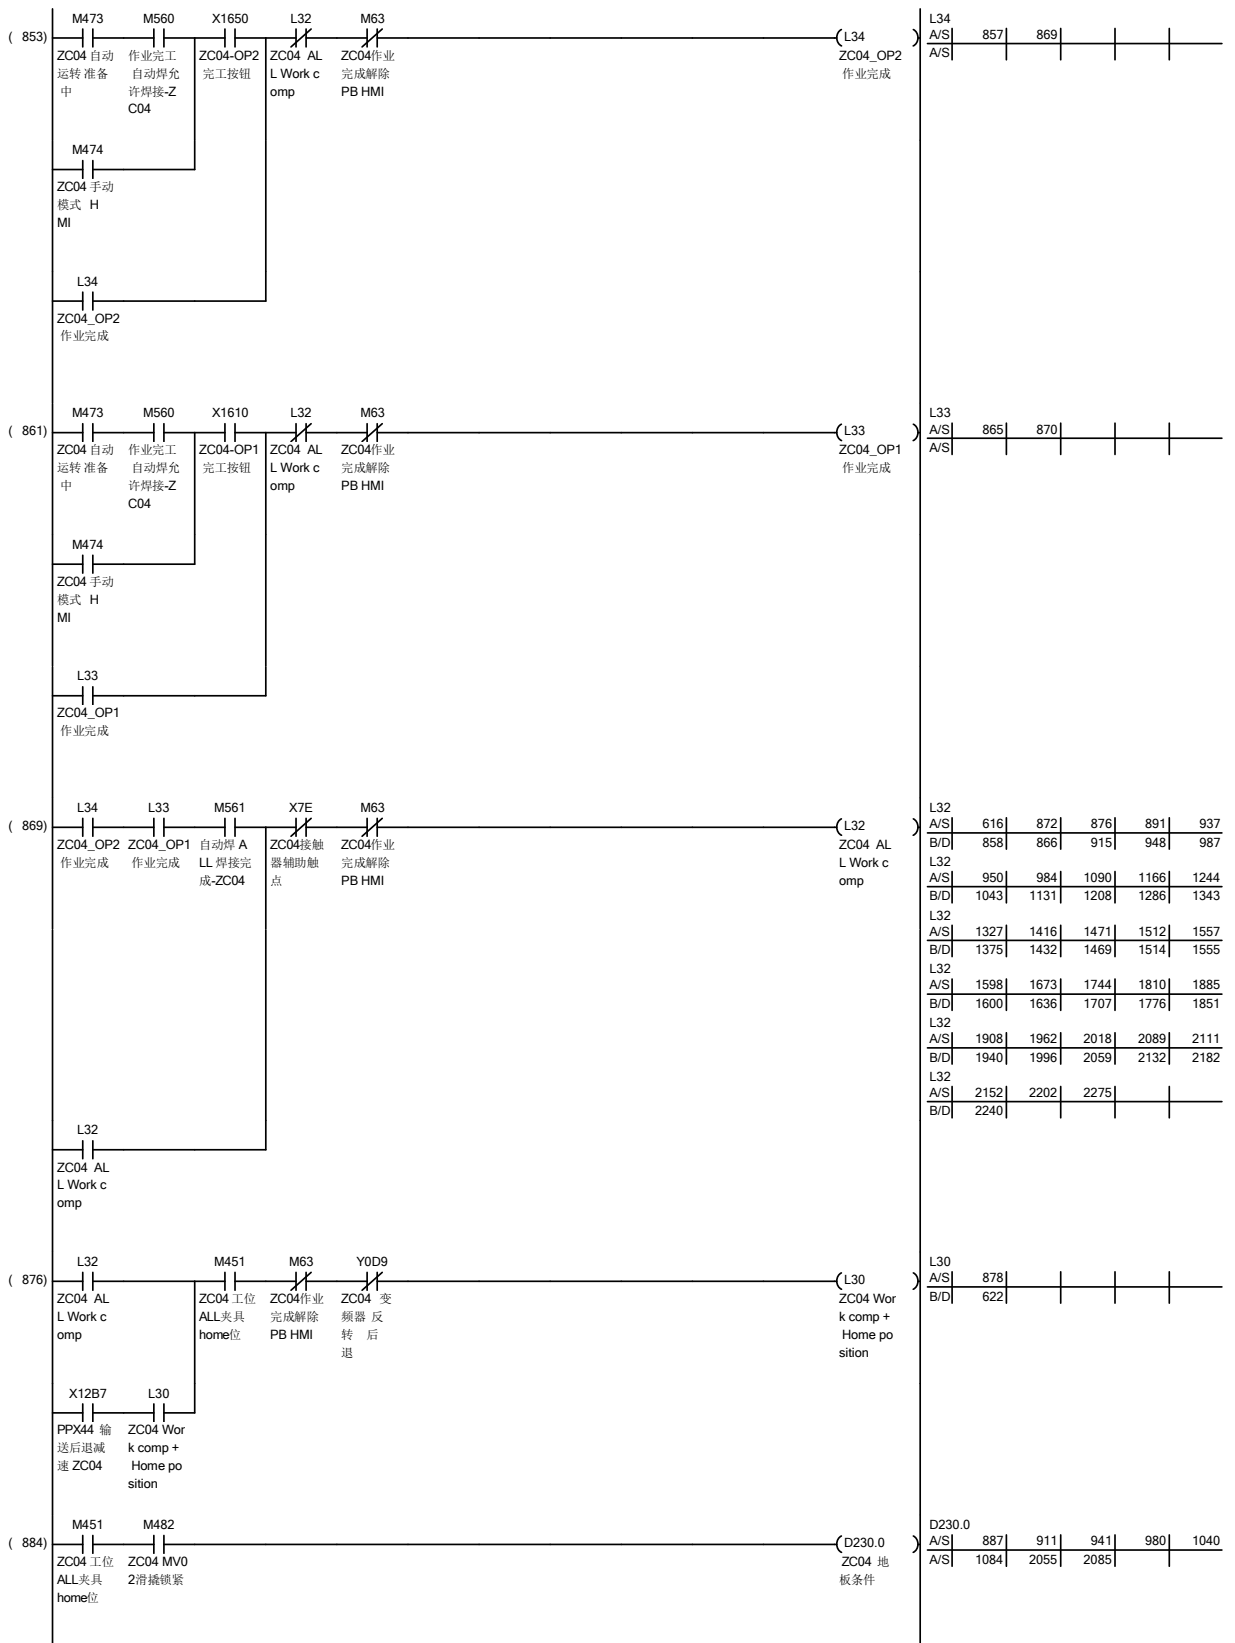 M473 M560 X1650 L32 M63 L34
( 853) L34 A/S 857 869
ZC04 自动 作业完工 ZC04-OP2 ZC04 AL ZC04作业 ZC04_OP2 A/S
运转 准备 自动焊允 完工按钮 L Work c 完成解除 作业完成
中 许焊接-Z omp PB HMI
C04
M474
ZC04 手动
模式 H
MI
L34
ZC04_OP2
作业完成
M473 M560 X1610 L32 M63 L33
( 861) L33 A/S 865 870
ZC04 自动 作业完工 ZC04-OP1 ZC04 AL ZC04作业 ZC04_OP1 A/S
运转 准备 自动焊允 完工按钮 L Work c 完成解除 作业完成
中 许焊接-Z omp PB HMI
C04
M474
ZC04 手动
模式 H
MI
L33
ZC04_OP1
作业完成
L34 L33 M561 X7E M63 L32
( 869) L32 A/S 616 872 876 891 937
ZC04_OP2 ZC04_OP1 自动焊 A ZC04接触 ZC04作业 ZC04 AL B/D 858 866 915 948 987
作业完成 作业完成 LL 焊接完 器辅助触 完成解除 L Work c L32
成-ZC04 点 PB HMI omp A/S 950 984 1090 1166 1244
B/D 1043 1131 1208 1286 1343
L32
A/S 1327 1416 1471 1512 1557
B/D 1375 1432 1469 1514 1555
L32
A/S 1598 1673 1744 1810 1885
B/D 1600 1636 1707 1776 1851
L32
A/S 1908 1962 2018 2089 2111
B/D 1940 1996 2059 2132 2182
L32
A/S 2152 2202 2275
B/D 2240
L32
ZC04 AL
L Work c
omp
L32 M451 M63 Y0D9 L30
( 876) L30 A/S 878
ZC04 AL ZC04 工位 ZC04作业 ZC04 变 ZC04 Wor B/D 622
L Work c ALL夹具 完成解除 频器 反 k comp +
omp home位 PB HMI 转 后 Home po
退 sition
X12B7 L30
PPX44 输 ZC04 Wor
送后退减 k comp +
速 ZC04 Home po
sition
M451 M482 D230.0
( 884) D230.0 A/S 887 911 941 980 1040
ZC04 工位 ZC04 MV0 ZC04 地 A/S 1084 2055 2085
ALL夹具 2滑撬锁紧 板条件
home位